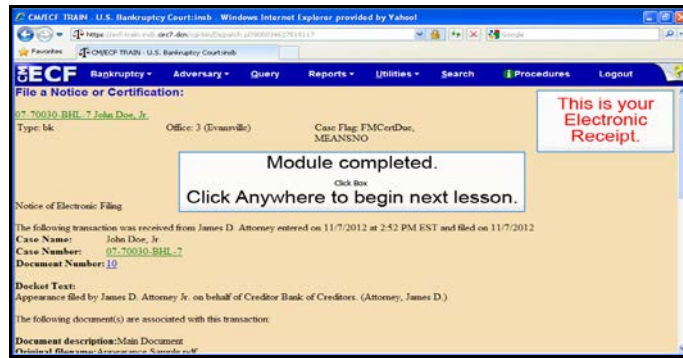 CM/ECF TRAIN - U.S. Bankruptcy Court:insb - Windows Internet Explorer provided by Yahoo!
Google
Favorites CM/ECF TRAIN - U.S. Bankruptcy Court:insb
ECF Bankruptcy Adversary Query Reports Utilities Search Procedures Logout ?
File a Notice or Certification:
07-70030-BHL-7 John Doe, Jr.
Type: bk Office: 3 (Evansville) Case Flag: FMCertDue,
MEANSNO
This is your
Electronic
Receipt.
Module completed.
Click Box
Click Anywhere to begin next lesson.
Notice of Electronic Filing
The following transaction was received from James D. Attorney entered on 11/7/2012 at 2:52 PM EST and filed on 11/7/2012
Case Name: John Doe, Jr.
Case Number: 07-70030-BHL-7
Document Number: 10
Docket Text:
Appearance filed by James D. Attorney Jr. on behalf of Creditor Bank of Creditors. (Attorney, James D.)
The following document(s) are associated with this transaction:
Document description:Main Document
Original filename:Appearance Sample.pdf